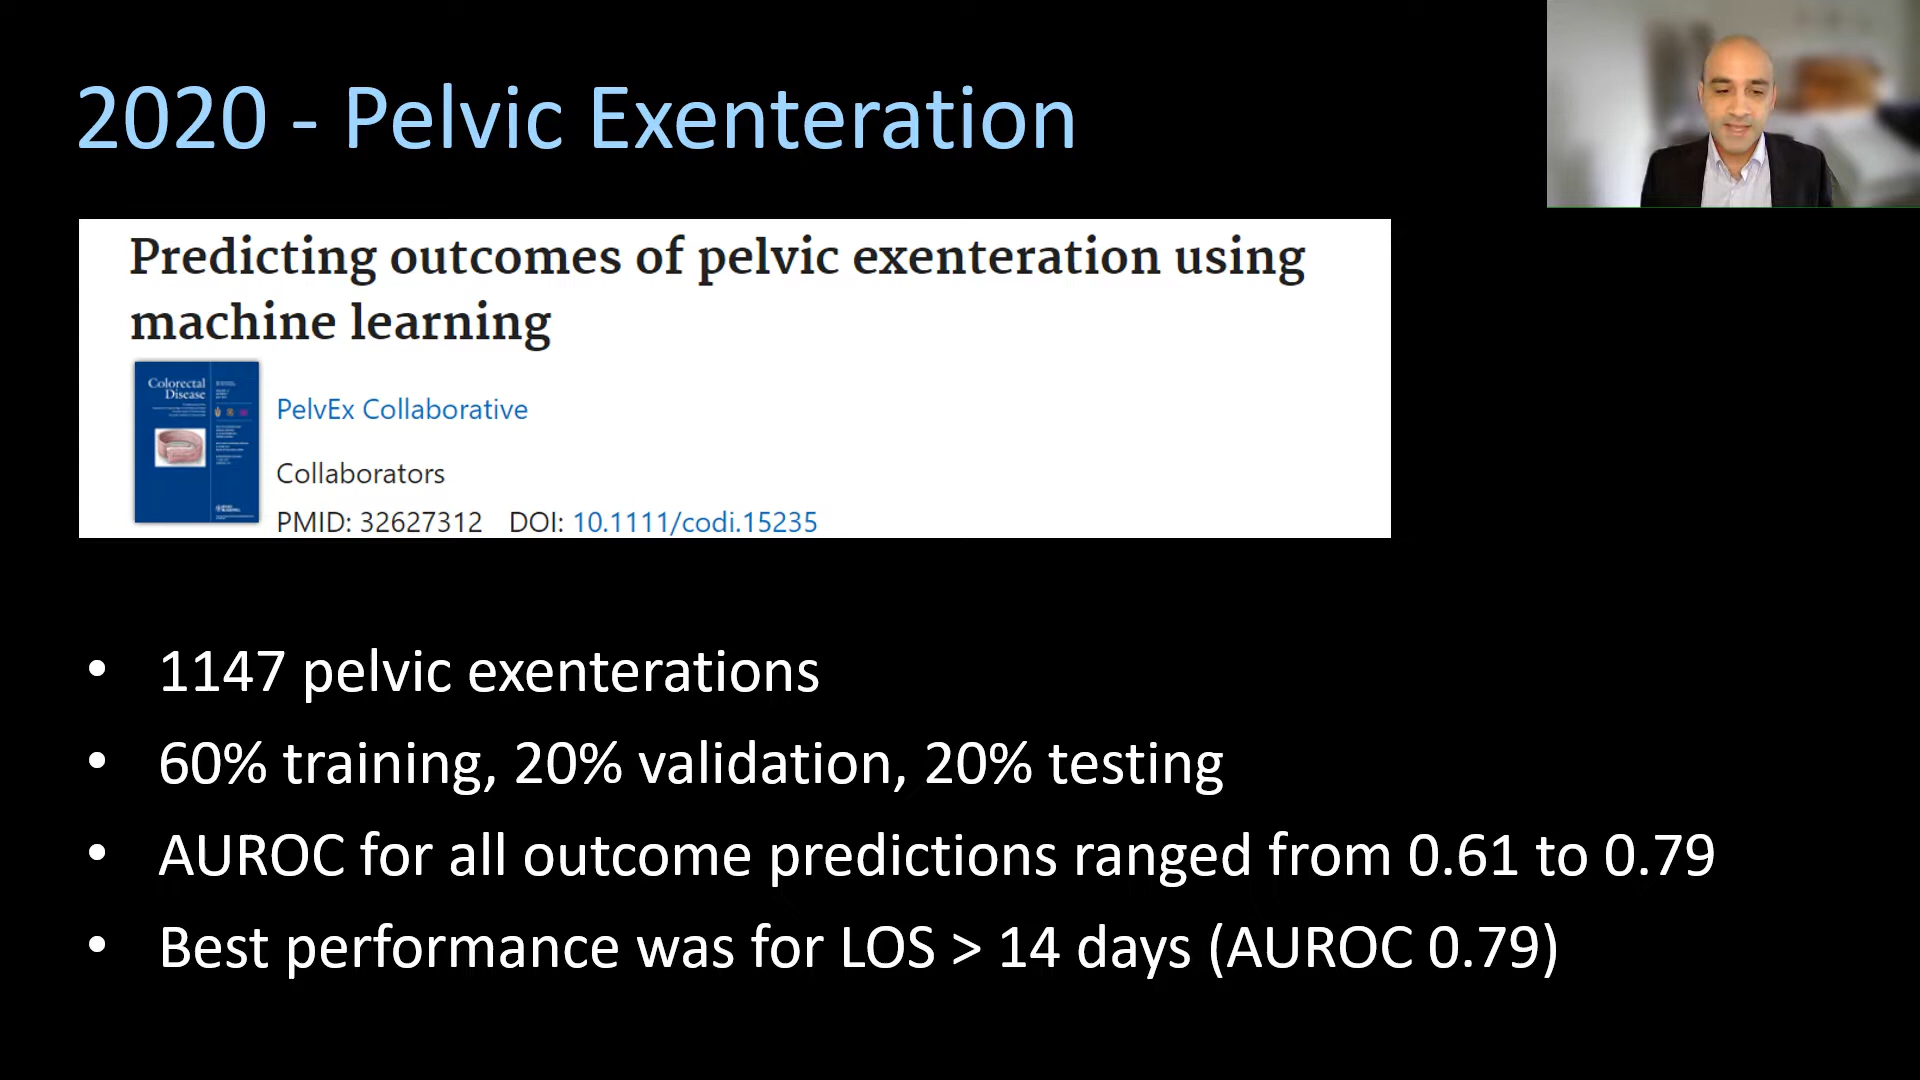 2020 - Pelvic Exenteration
Predicting outcomes of pelvic exenteration using
machine learning
Colorectal
Disease
PelvEx Collaborative
Collaborators
PMID: 32627312 DOI: 10.1111/codi.15235
• 1147 pelvic exenterations
• 60% training, 20% validation, 20% testing
• AUROC for all outcome predictions ranged from 0.61 to 0.79
• Best performance was for LOS > 14 days (AUROC 0.79)